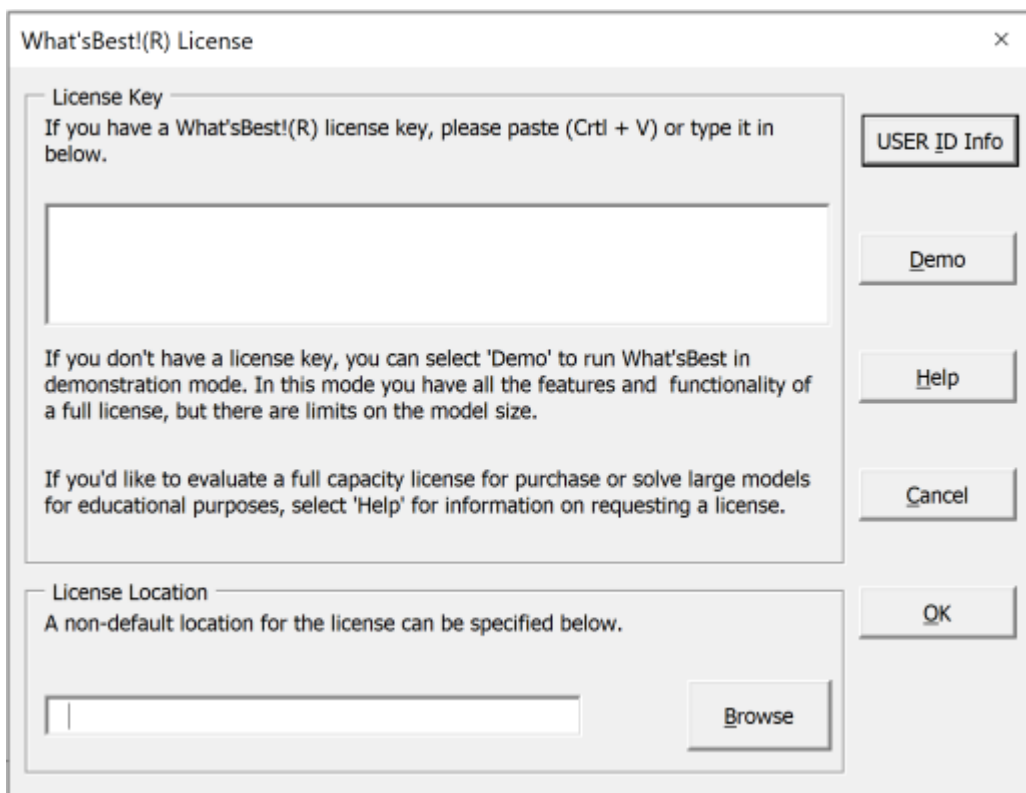 What'sBest!(R) License
License Key
If you have a What'sBest!(R) license key, please paste (Crtl + V) or type it in
below.
USER ID Info
Demo
If you don't have a license key, you can select 'Demo' to run What'sBest in
demonstration mode. In this mode you have all the features and functionality of
a full license, but there are limits on the model size.
Help
If you'd like to evaluate a full capacity license for purchase or solve large models
for educational purposes, select 'Help' for information on requesting a license.
Cancel
License Location
A non-default location for the license can be specified below.
OK
Browse